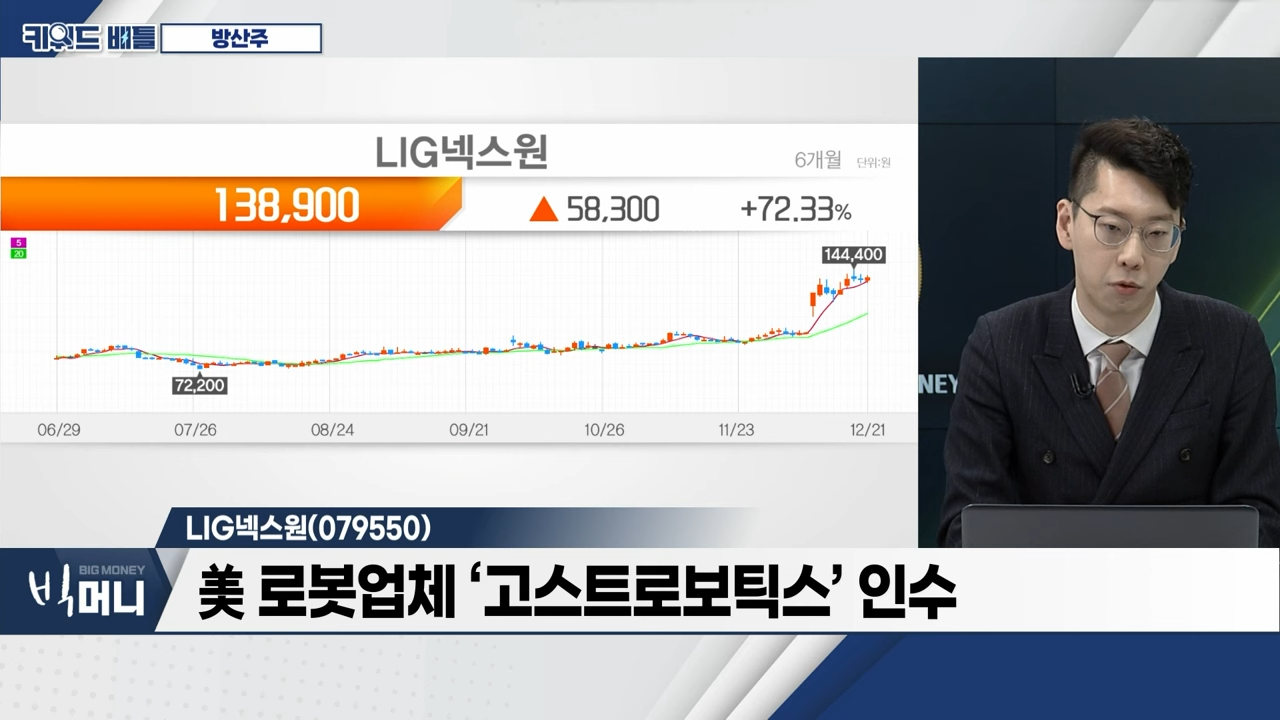 키워드 배틀
방산주
LIG넥스원
6개월 단위:원
138,900 ▲ 58,300 +72.33%
5
20
144,400
72,200
06/29 07/26 08/24 09/21 10/26 11/23 12/21
NEY
LIG넥스원(079550)
BIG MONEY
빅머니
美 로봇업체 ‘고스트로보틱스’ 인수